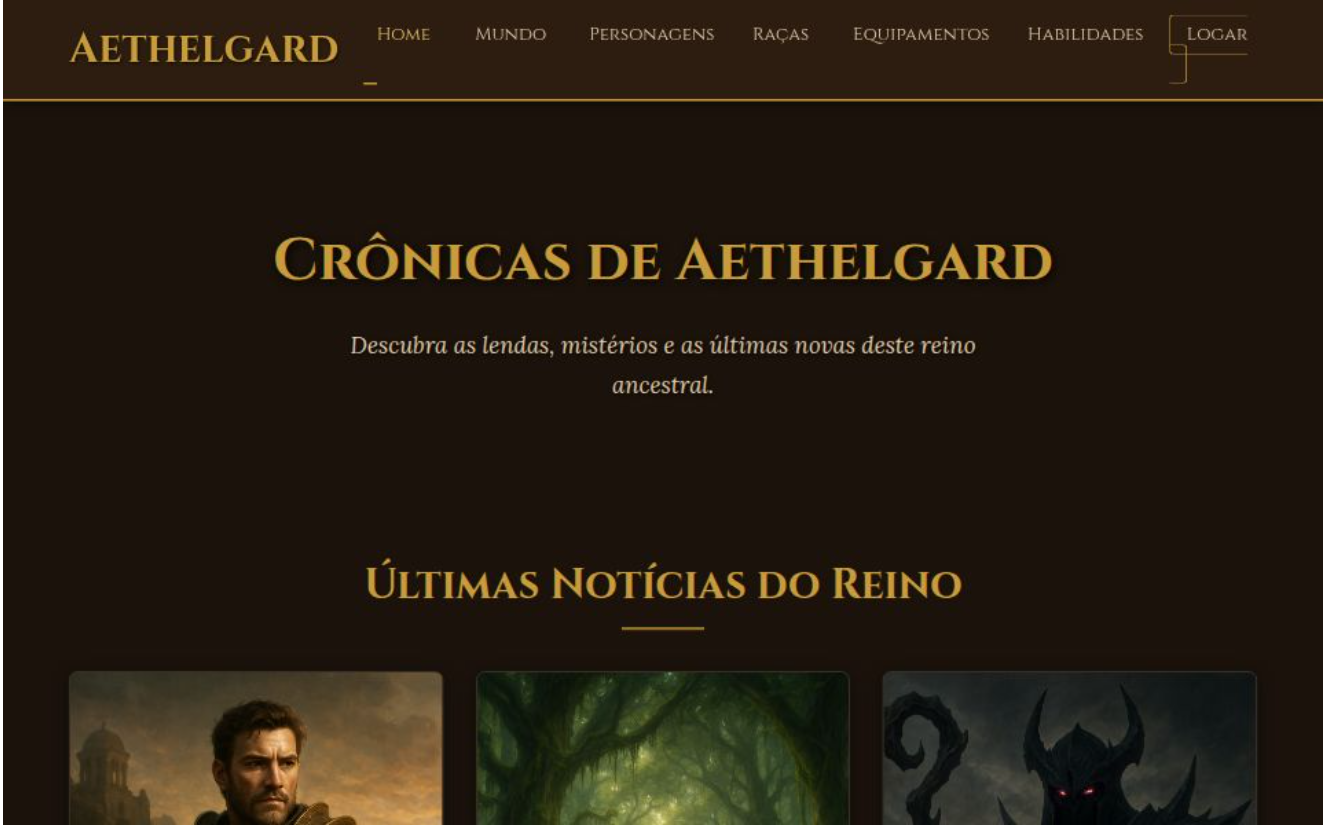 AETHELGARD
HOME MUNDO PERSONAGENS RAÇAS EQUIPAMENTOS HABILIDADES LOGAR
CRÔNICAS DE AETHELGARD
Descubra as lendas, mistérios e as últimas novas deste reino
ancestral.
ÚLTIMAS NOTÍCIAS DO REINO